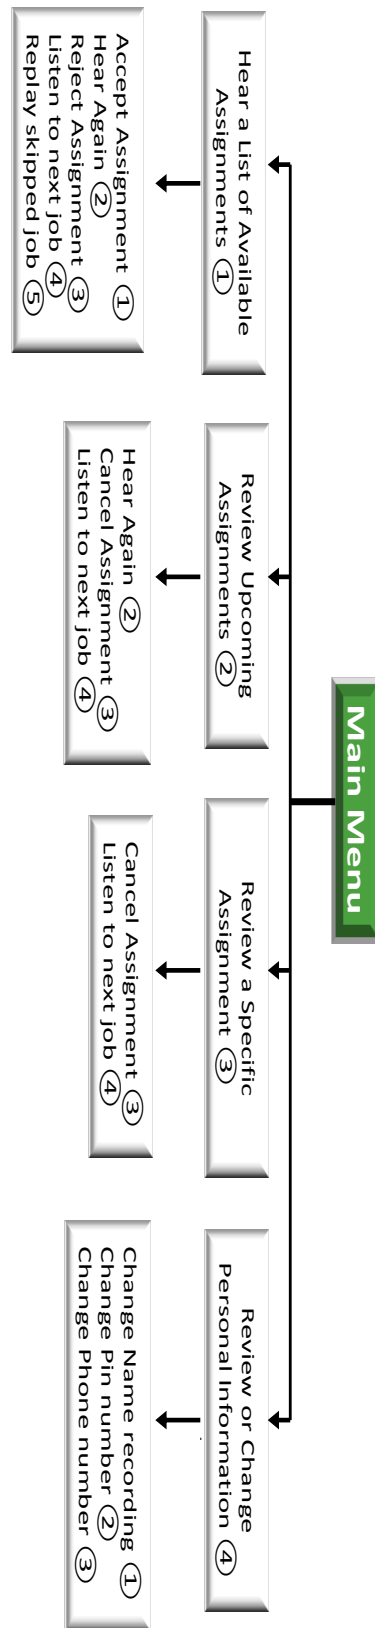 Main Menu
Hear a List of Available
Assignments ①
Accept Assignment ①
Hear Again ②
Reject Assignment ③
Listen to next job ④
Replay skipped job ⑤
Review Upcoming
Assignments ②
Hear Again ②
Cancel Assignment ③
Listen to next job ④
Review a Specific
Assignment ③
Cancel Assignment ③
Listen to next job ④
Review or Change
Personal Information ④
Change Name recording ①
Change Pin number ②
Change Phone number ③